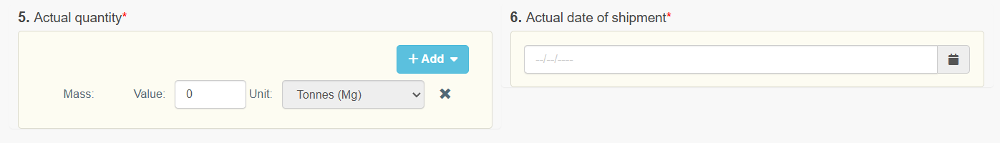 5. Actual quantity*
+ Add
Mass: Value: 0 Unit: Tonnes (Mg)
6. Actual date of shipment*
--/--/----